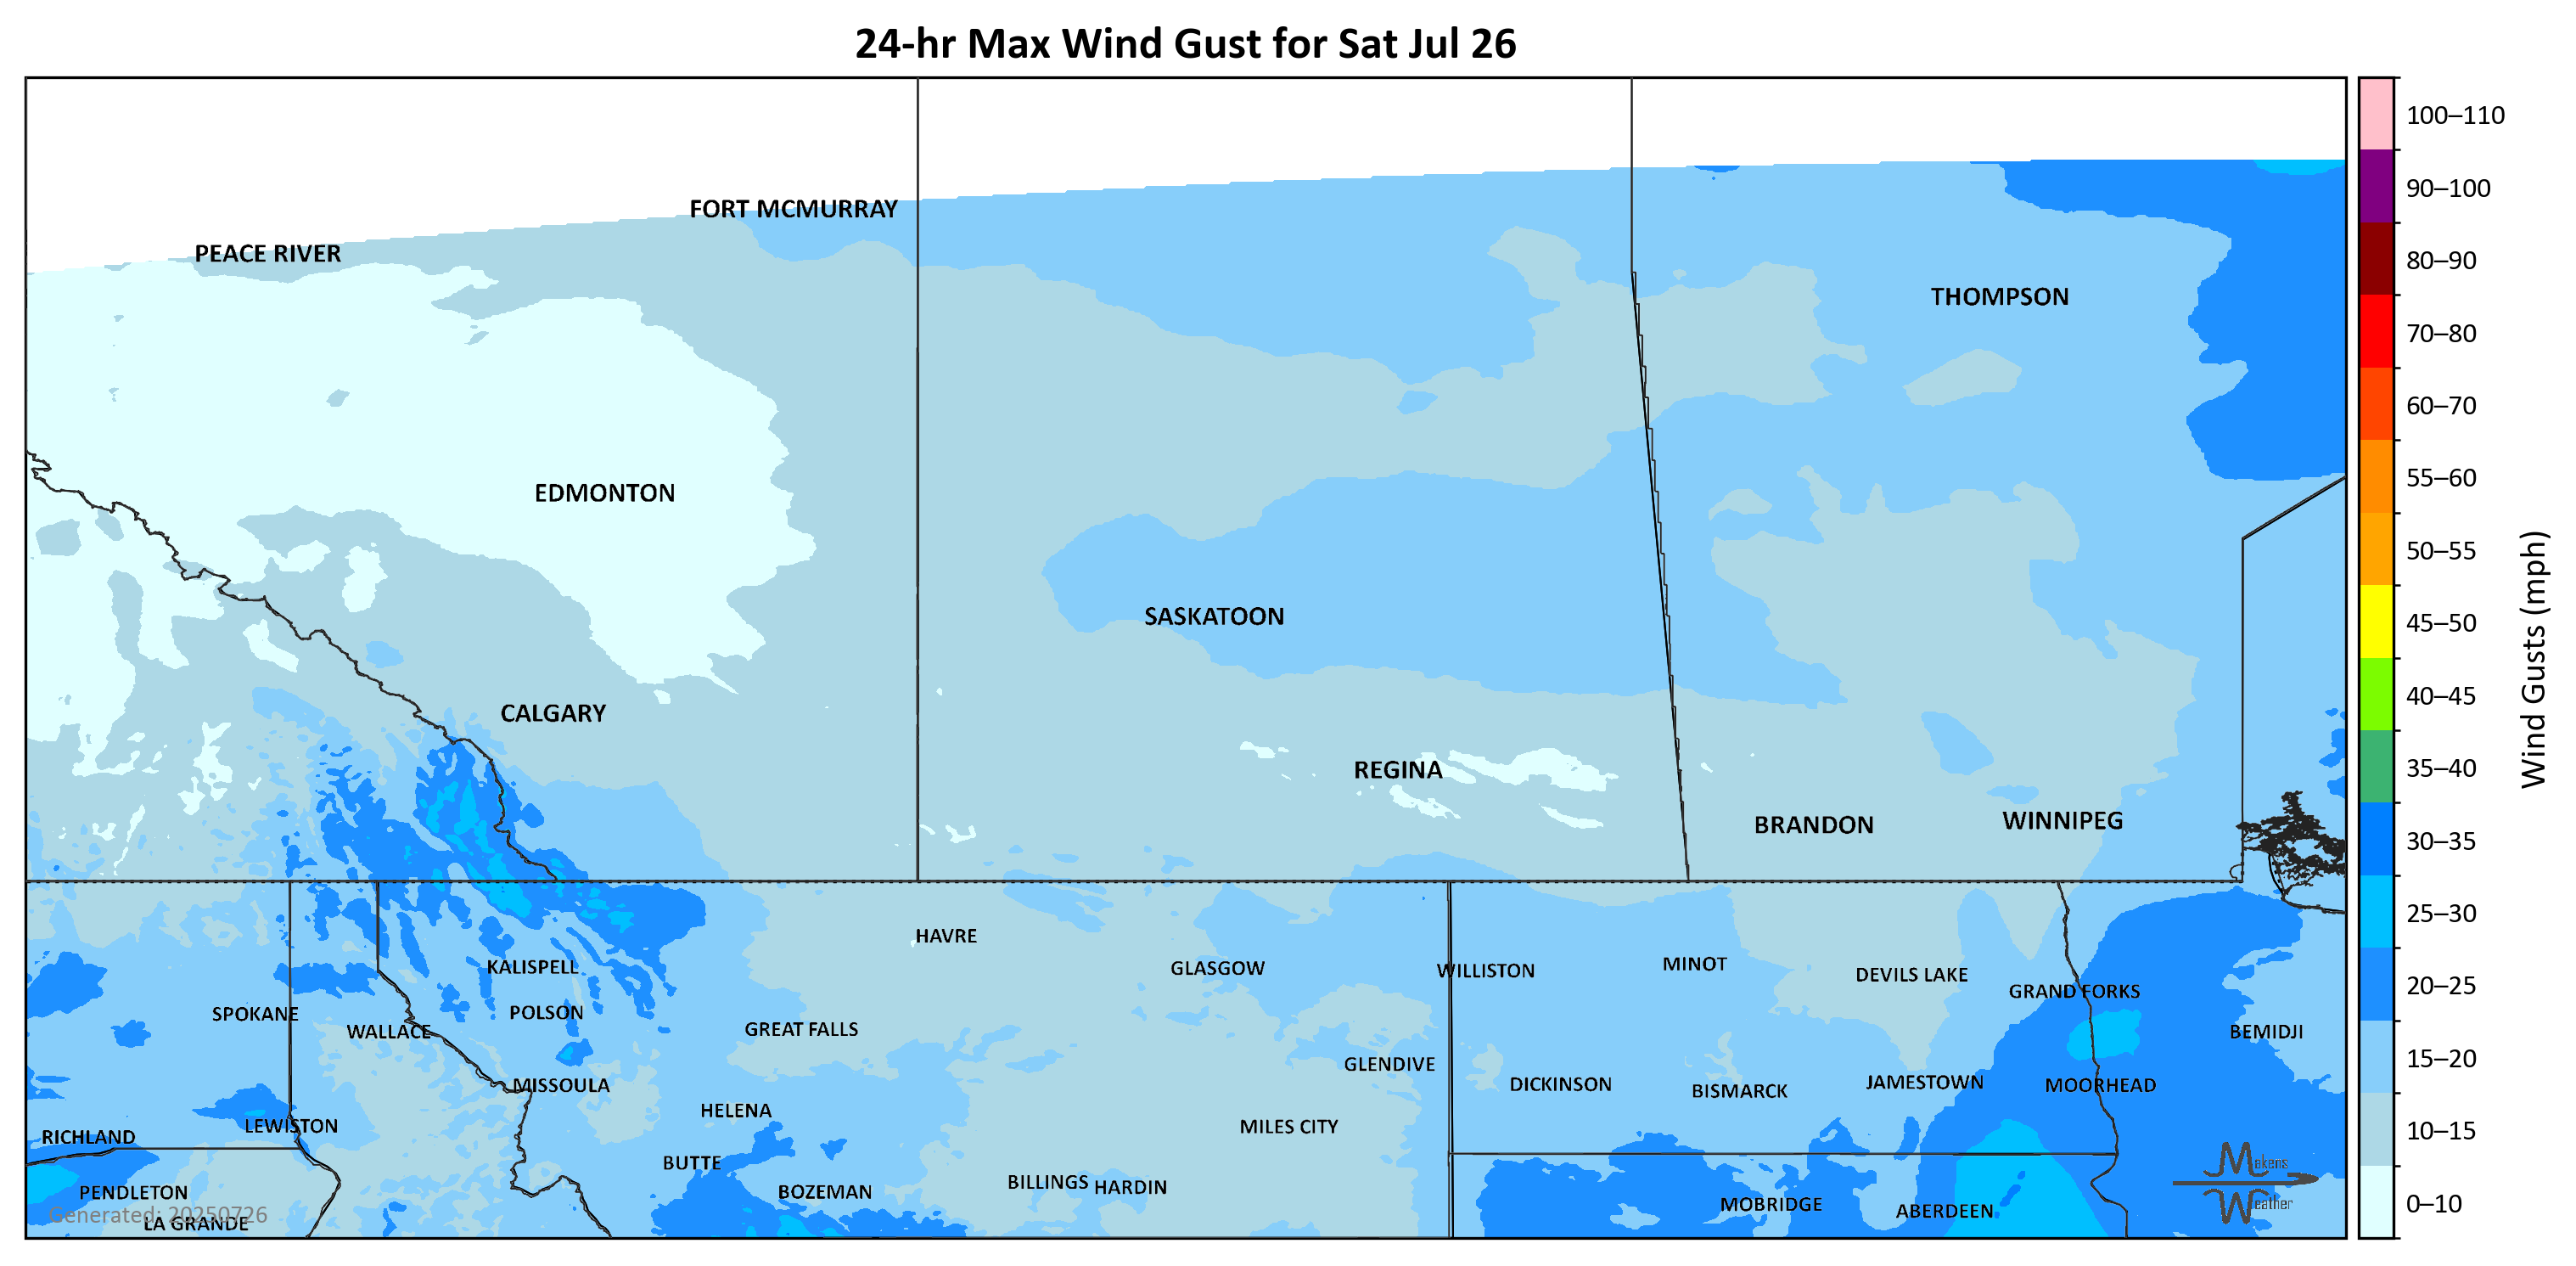 24-hr Max Wind Gust for Sat Jul 26
100–110
90–100
FORT MCMURRAY
PEACE RIVER
80–90
THOMPSON
70–80
60–70
55–60
EDMONTON
50–55
SASKATOON
45–50
Wind Gusts (mph)
40–45
CALGARY
35–40
REGINA
WINNIPEG
BRANDON
30–35
25–30
HAVRE
MINOT
KALISPELL
GLASGOW
WILLISTON
DEVILS LAKE
20–25
GRAND FORKS
POLSON
SPOKANE
GREAT FALLS
WALLACE
BEMIDJI
15–20
GLENDIVE
JAMESTOWN
DICKINSON
MISSOULA
MOORHEAD
BISMARCK
HELENA
LEWISTON
MILES CITY
10–15
RICHLAND
BUTTE
Makens
BILLINGS
HARDIN
PENDLETON
BOZEMAN
MOBRIDGE
Weather
0–10
ABERDEEN
Generated: 20250726
LA GRANDE